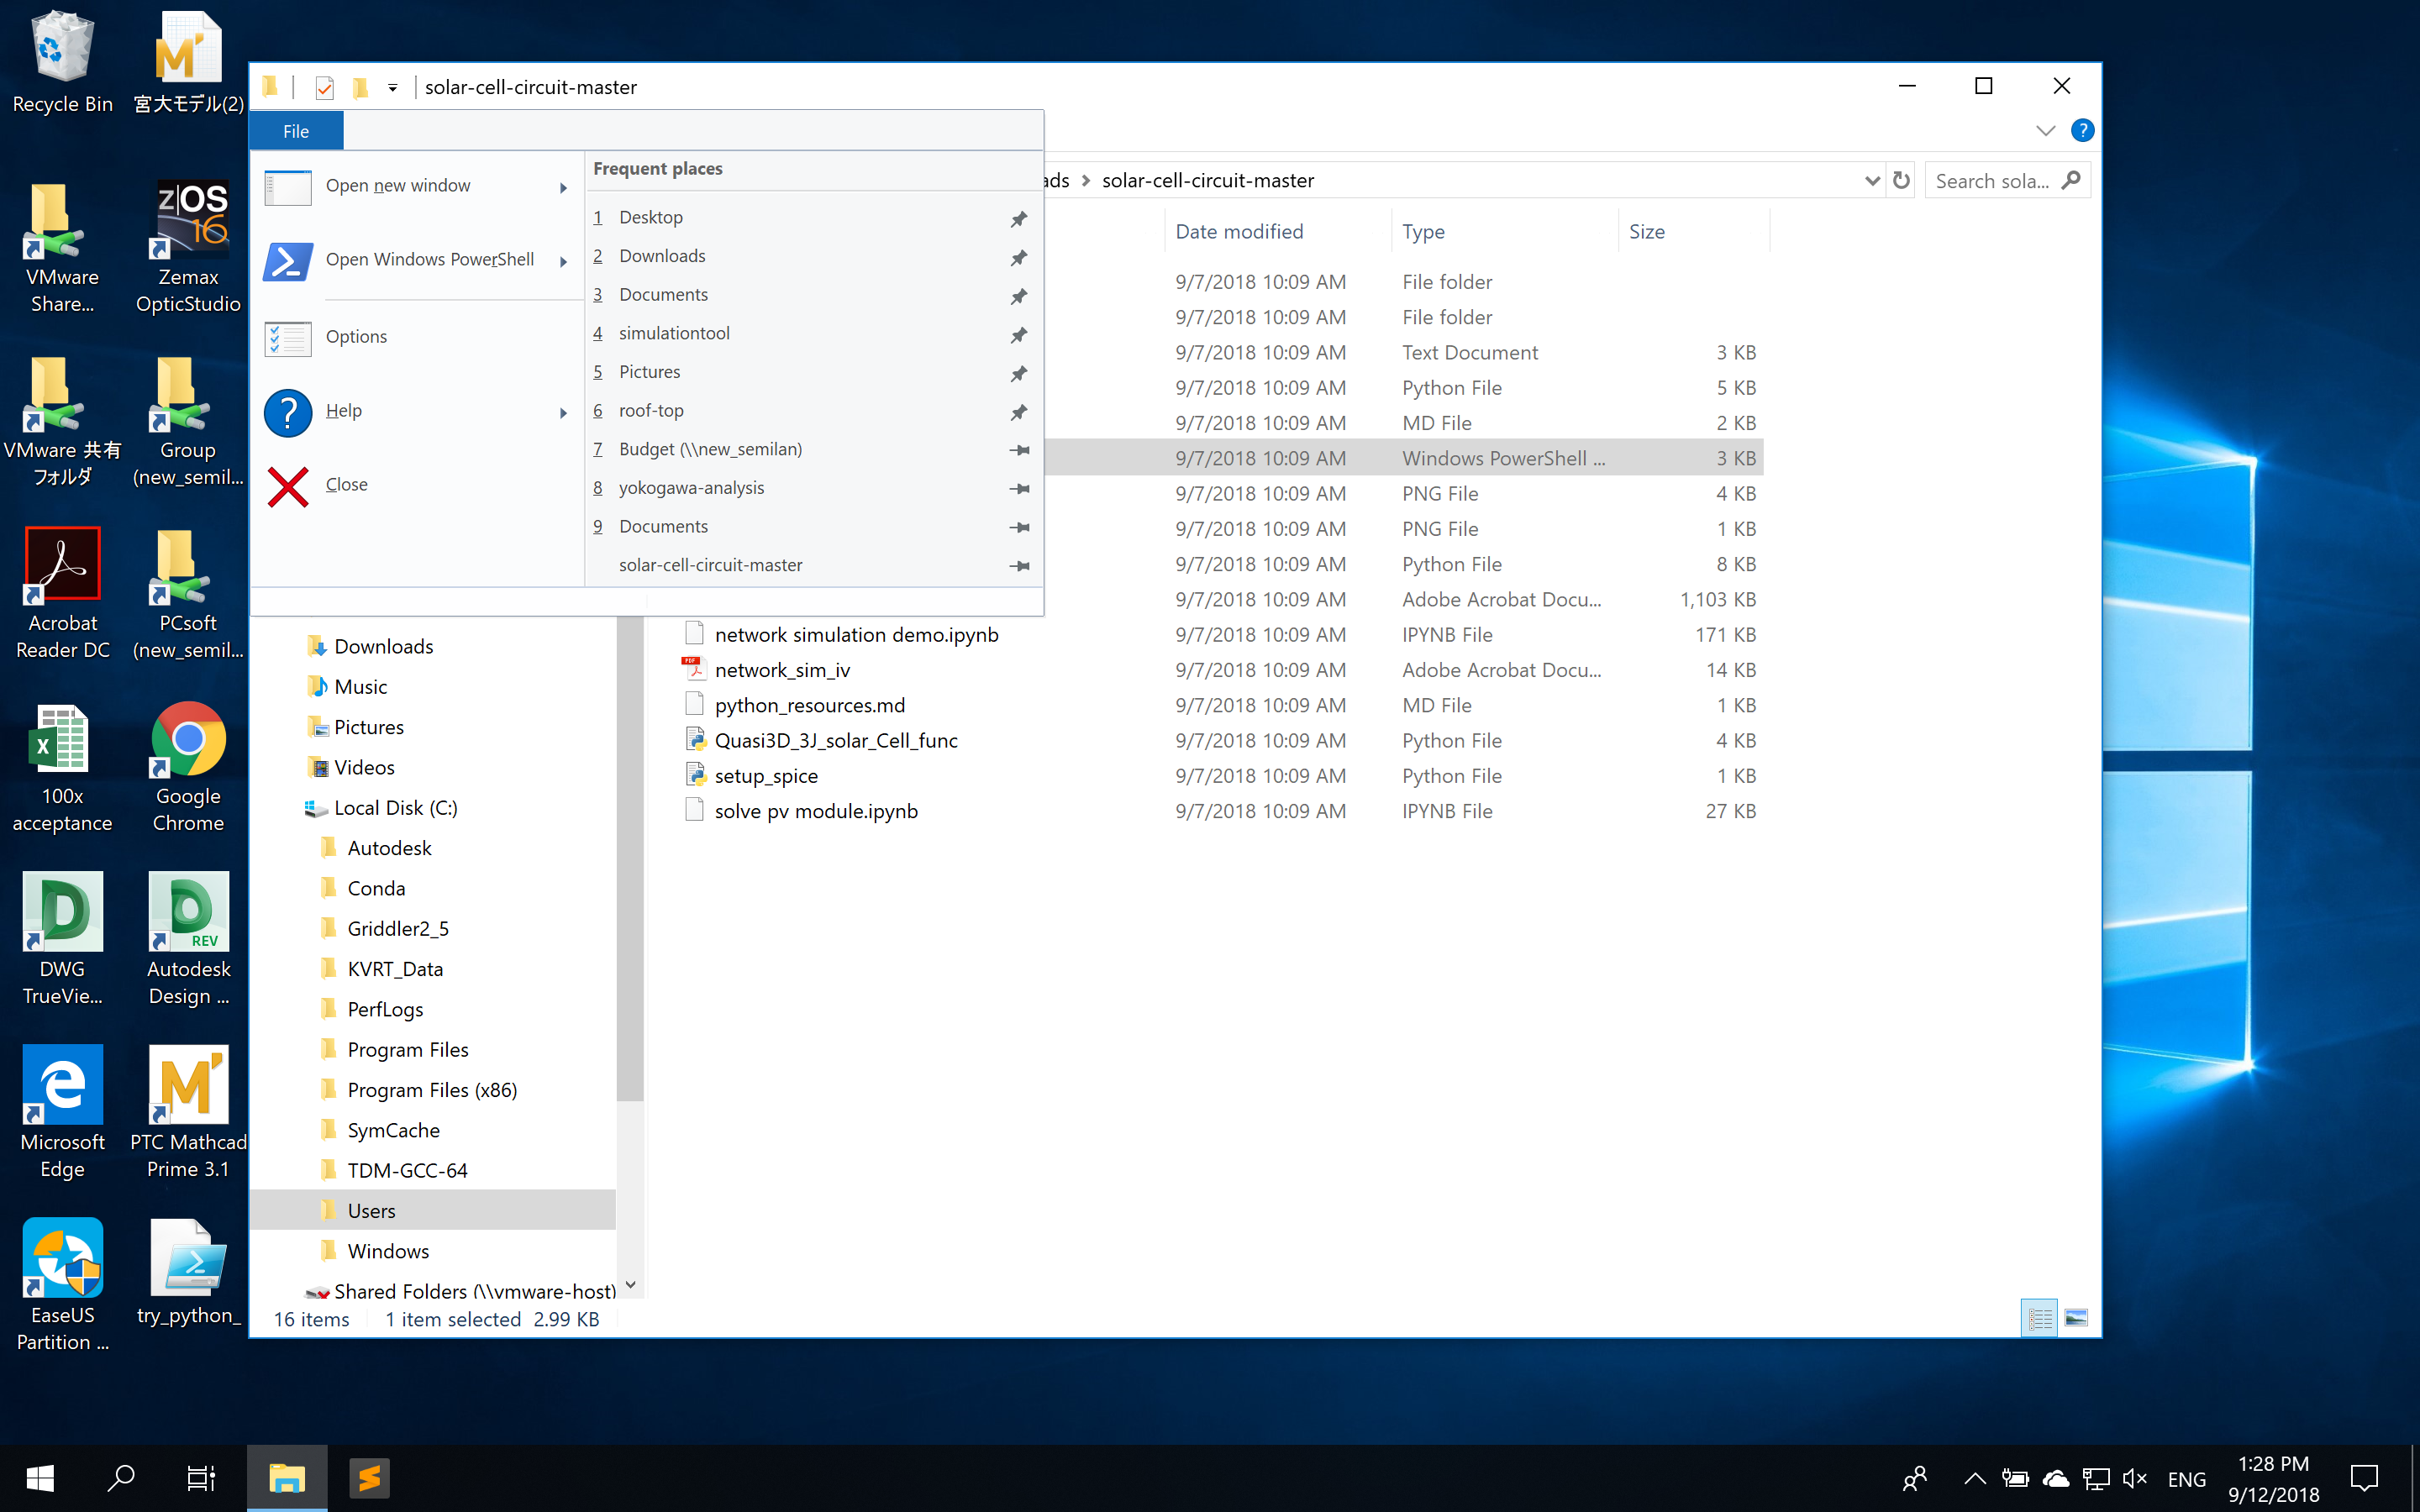 Recycle Bin
宮大モデル(2)
VMware
Share...
z|OS
16
Zemax
OpticStudio
VMware 共有
フォルダ
Group
(new_semil...
Acrobat
Reader DC
PCsoft
(new_semil...
100x
acceptance
Google
Chrome
DWG
TrueVie...
REV
Autodesk
Design ...
Microsoft
Edge
PTC Mathcad
Prime 3.1
EaseUS
Partition ...
try_python_
solar-cell-circuit-master
File
Open new window
Open Windows PowerShell
Options
Help
Close
Frequent places
1 Desktop
2 Downloads
3 Documents
4 simulationtool
5 Pictures
6 roof-top
7 Budget (\\new_semilan)
8 yokogawa-analysis
9 Documents
solar-cell-circuit-master
ads > solar-cell-circuit-master
Search sola...
Date modified Type Size
9/7/2018 10:09 AM File folder
9/7/2018 10:09 AM File folder
9/7/2018 10:09 AM Text Document 3 KB
9/7/2018 10:09 AM Python File 5 KB
9/7/2018 10:09 AM MD File 2 KB
9/7/2018 10:09 AM Windows PowerShell ... 3 KB
9/7/2018 10:09 AM PNG File 4 KB
9/7/2018 10:09 AM PNG File 1 KB
9/7/2018 10:09 AM Python File 8 KB
9/7/2018 10:09 AM Adobe Acrobat Docu... 1,103 KB
network simulation demo.ipynb 9/7/2018 10:09 AM IPYNB File 171 KB
network_sim_iv 9/7/2018 10:09 AM Adobe Acrobat Docu... 14 KB
python_resources.md 9/7/2018 10:09 AM MD File 1 KB
Quasi3D_3J_solar_Cell_func 9/7/2018 10:09 AM Python File 4 KB
setup_spice 9/7/2018 10:09 AM Python File 1 KB
solve pv module.ipynb 9/7/2018 10:09 AM IPYNB File 27 KB
Downloads
Music
Pictures
Videos
Local Disk (C:)
Autodesk
Conda
Griddler2_5
KVRT_Data
PerfLogs
Program Files
Program Files (x86)
SymCache
TDM-GCC-64
Users
Windows
Shared Folders (\\vmware-host)
16 items 1 item selected 2.99 KB
ENG
1:28 PM
9/12/2018